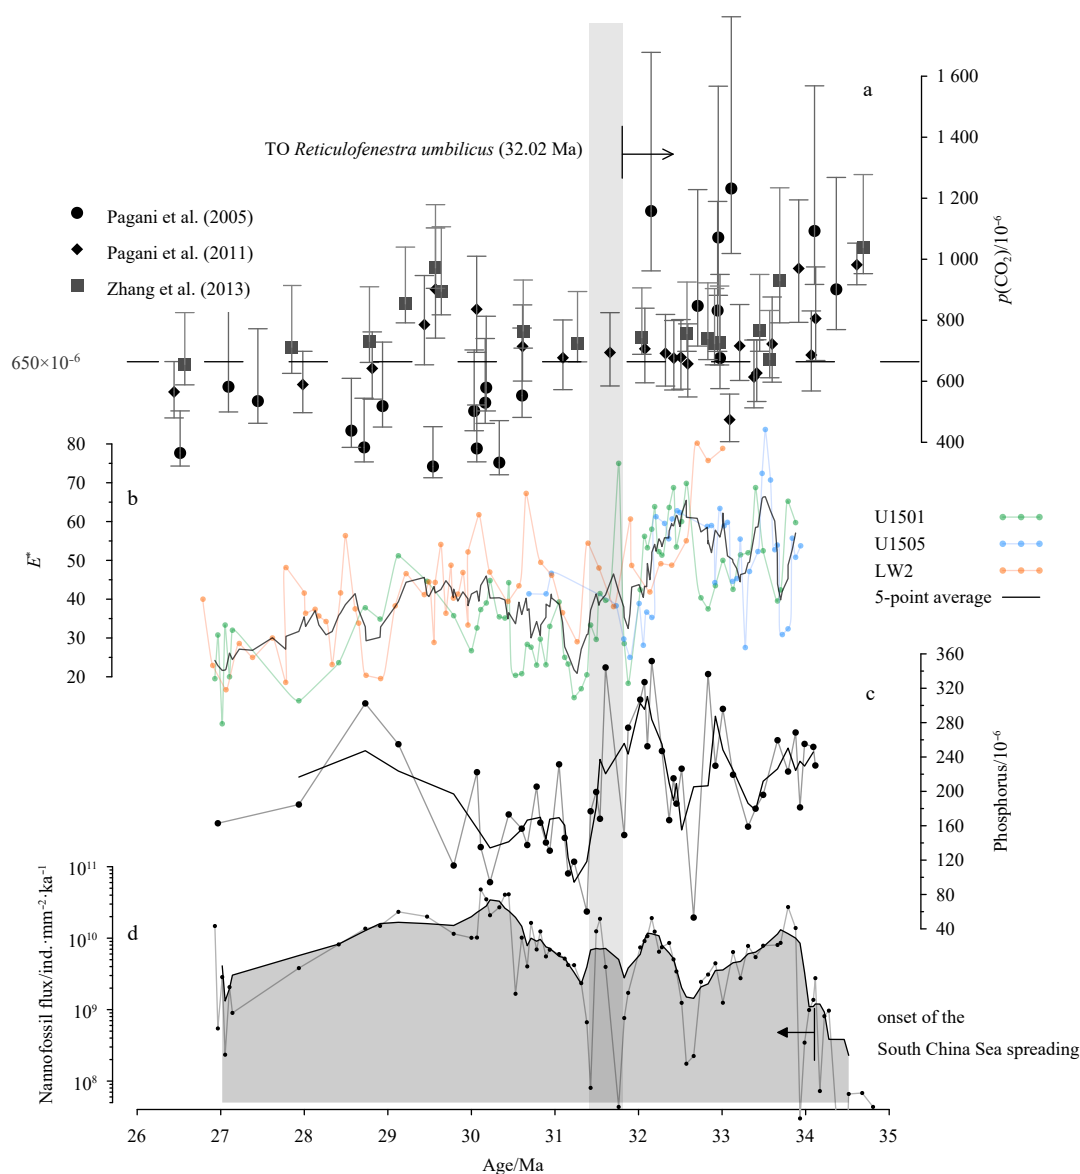 a
1 600
1 400
1 200
1 000
800
600
400
p(CO₂)/10⁻⁶
TO Reticulofenestra umbilicus (32.02 Ma)
Pagani et al. (2005)
Pagani et al. (2011)
Zhang et al. (2013)
650×10⁻⁶
b
80
70
60
50
40
30
20
E*
U1501
U1505
LW2
5-point average
c
360
320
280
240
200
160
120
80
40
Phosphorus/10⁻⁶
d
10¹¹
10¹⁰
10⁹
10⁸
Nannofossil flux/ind.·mm⁻²·ka⁻¹
onset of the
South China Sea spreading
26 27 28 29 30 31 32 33 34 35
Age/Ma